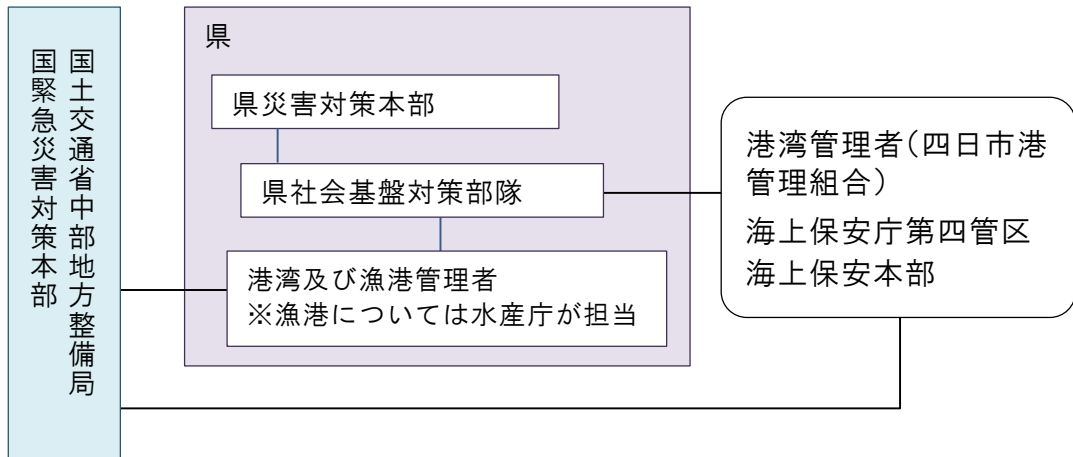 国土交通省中部地方整備局
国緊急災害対策本部
県
県災害対策本部
県社会基盤対策部隊
港湾及び漁港管理者
※漁港については水産庁が担当
港湾管理者(四日市港
管理組合)
海上保安庁第四管区
海上保安本部